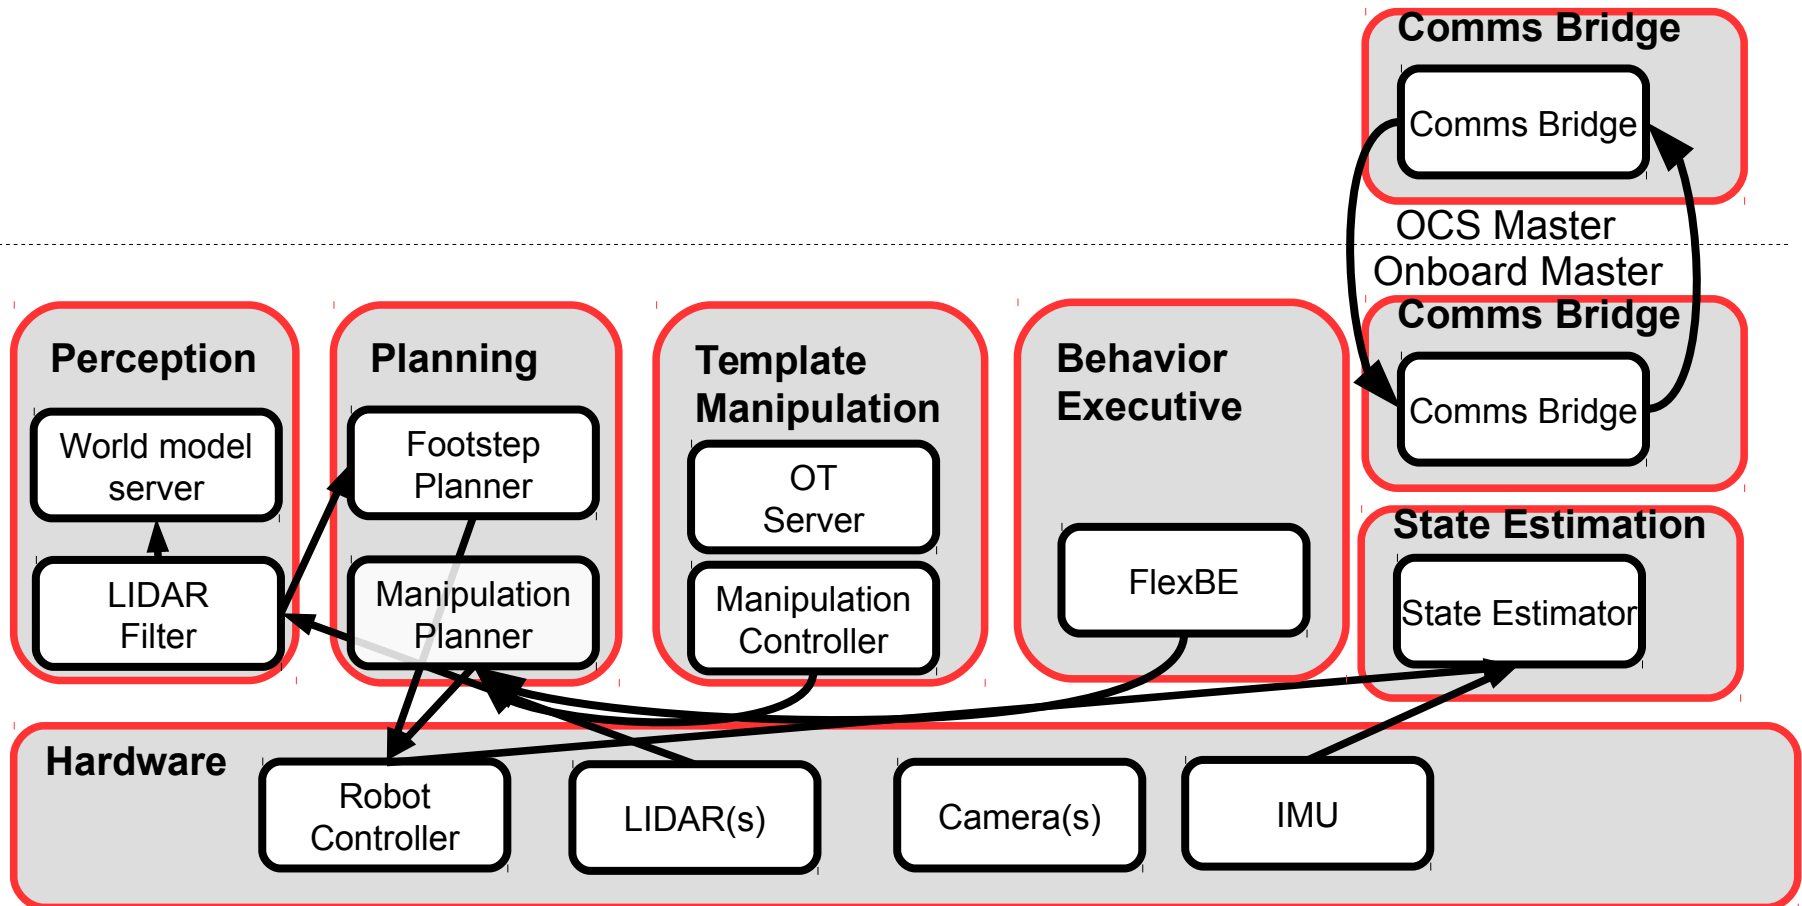 Comms Bridge
Comms Bridge
OCS Master
Onboard Master
Comms Bridge
Comms Bridge
Perception
World model
server
LIDAR
Filter
Planning
Footstep
Planner
Manipulation
Planner
Template
Manipulation
OT
Server
Manipulation
Controller
Behavior
Executive
FlexBE
State Estimation
State Estimator
Hardware
Robot
Controller
LIDAR(s)
Camera(s)
IMU